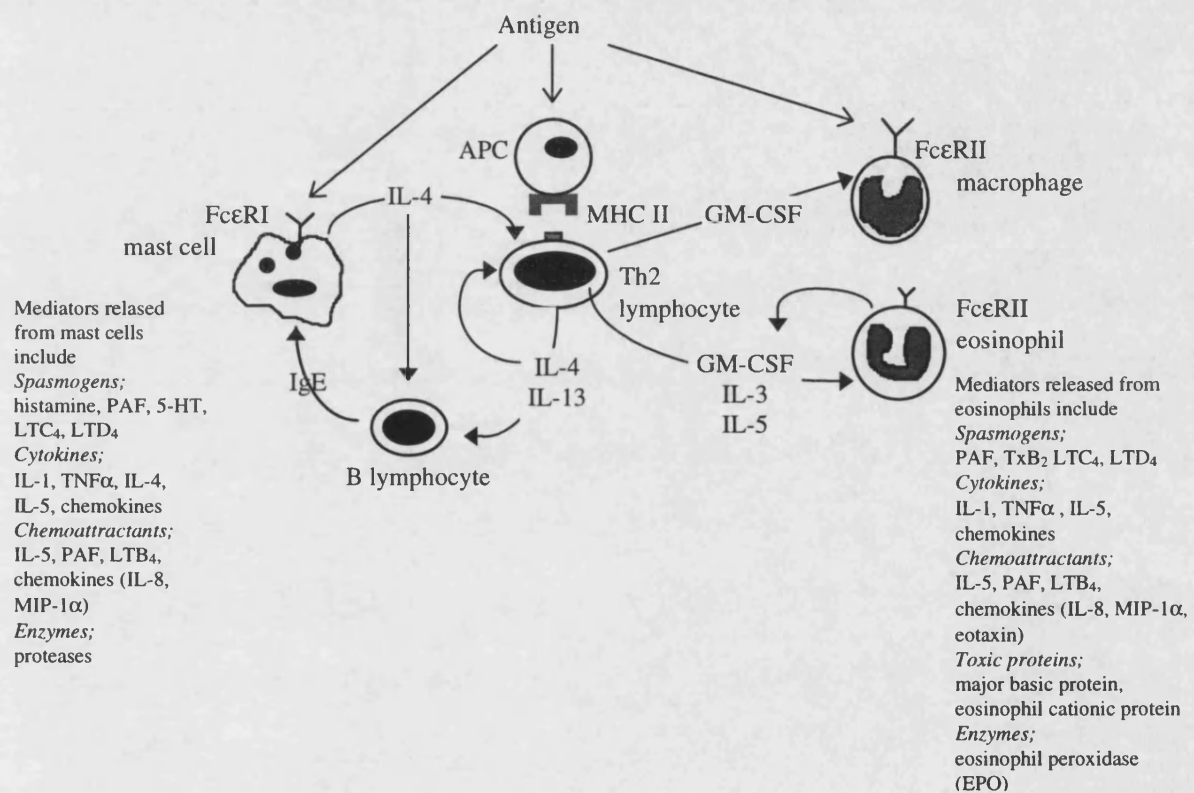 Antigen
APC
FcεRII
macrophage
IL-4
MHC II
GM-CSF
FcεRI
mast cell
Th2
lymphocyte
FcεRII
eosinophil
IL-4
IL-13
GM-CSF
IL-3
IL-5
IgE
B lymphocyte
Mediators relased
from mast cells
include
Spasmogens;
histamine, PAF, 5-HT,
LTC₄, LTD₄
Cytokines;
IL-1, TNFα, IL-4,
IL-5, chemokines
Chemoattractants;
IL-5, PAF, LTB₄,
chemokines (IL-8,
MIP-1α)
Enzymes;
proteases
Mediators released from
eosinophils include
Spasmogens;
PAF, TxB₂ LTC₄, LTD₄
Cytokines;
IL-1, TNFα , IL-5,
chemokines
Chemoattractants;
IL-5, PAF, LTB₄,
chemokines (IL-8, MIP-1α,
eotaxin)
Toxic proteins;
major basic protein,
eosinophil cationic protein
Enzymes;
eosinophil peroxidase
(EPO)